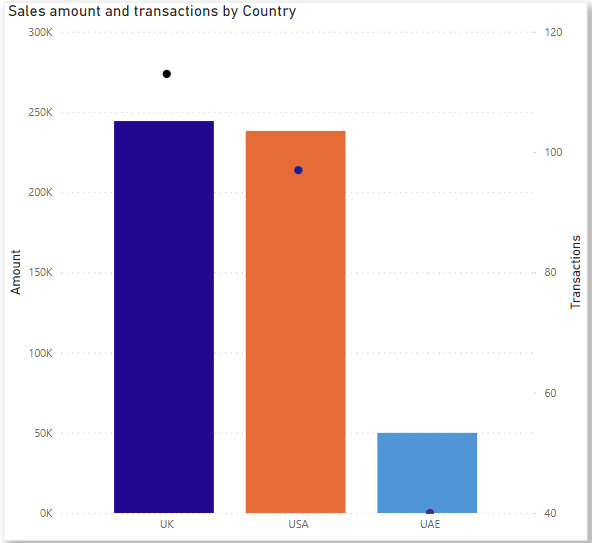 Sales amount and transactions by Country
300K
250K
200K
150K
100K
50K
0K
Amount
120
100
80
60
40
Transactions
UK USA UAE